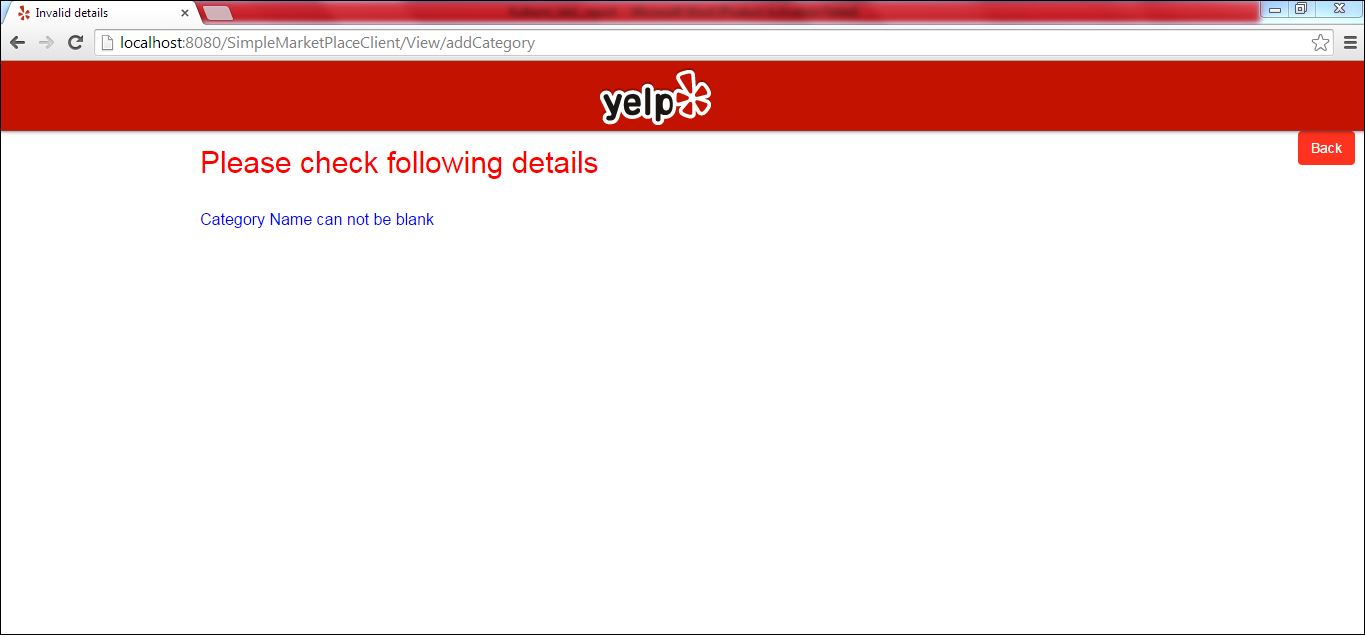 Invalid details
localhost:8080/SimpleMarketPlaceClient/View/addCategory
yelp
Back
Please check following details
Category Name can not be blank